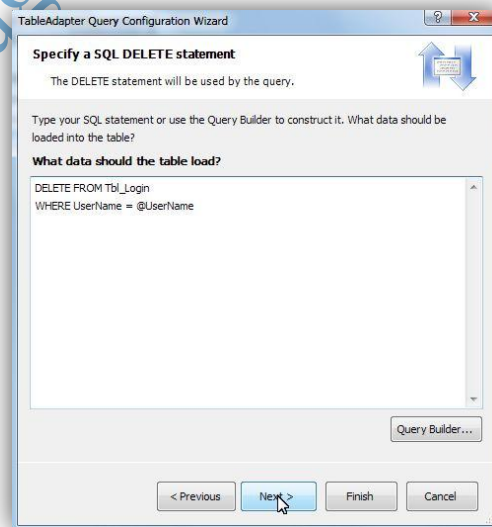 TableAdapter Query Configuration Wizard
Specify a SQL DELETE statement
The DELETE statement will be used by the query.
Type your SQL statement or use the Query Builder to construct it. What data should be
loaded into the table?
What data should the table load?
DELETE FROM Tbl_Login
WHERE UserName = @UserName
Query Builder...
< Previous
Next >
Finish
Cancel